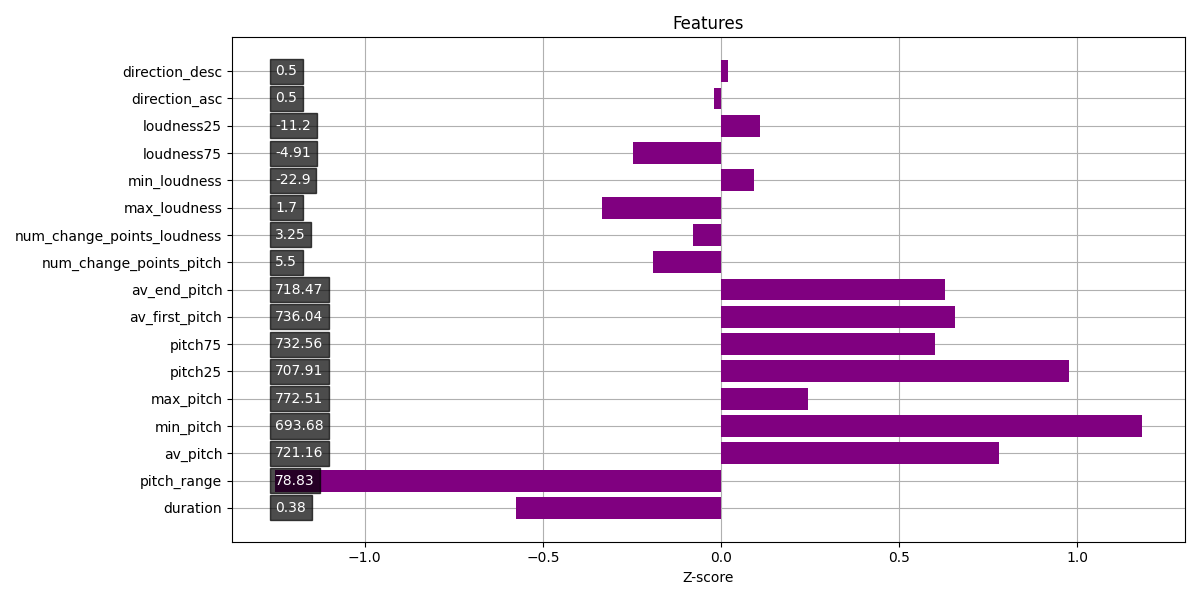 Features
direction_desc 0.5
direction_asc 0.5
loudness25 -11.2
loudness75 -4.91
min_loudness -22.9
max_loudness 1.7
num_change_points_loudness 3.25
num_change_points_pitch 5.5
av_end_pitch 718.47
av_first_pitch 736.04
pitch75 732.56
pitch25 707.91
max_pitch 772.51
min_pitch 693.68
av_pitch 721.16
pitch_range 78.83
duration 0.38
−1.0 −0.5 0.0 0.5 1.0
Z-score